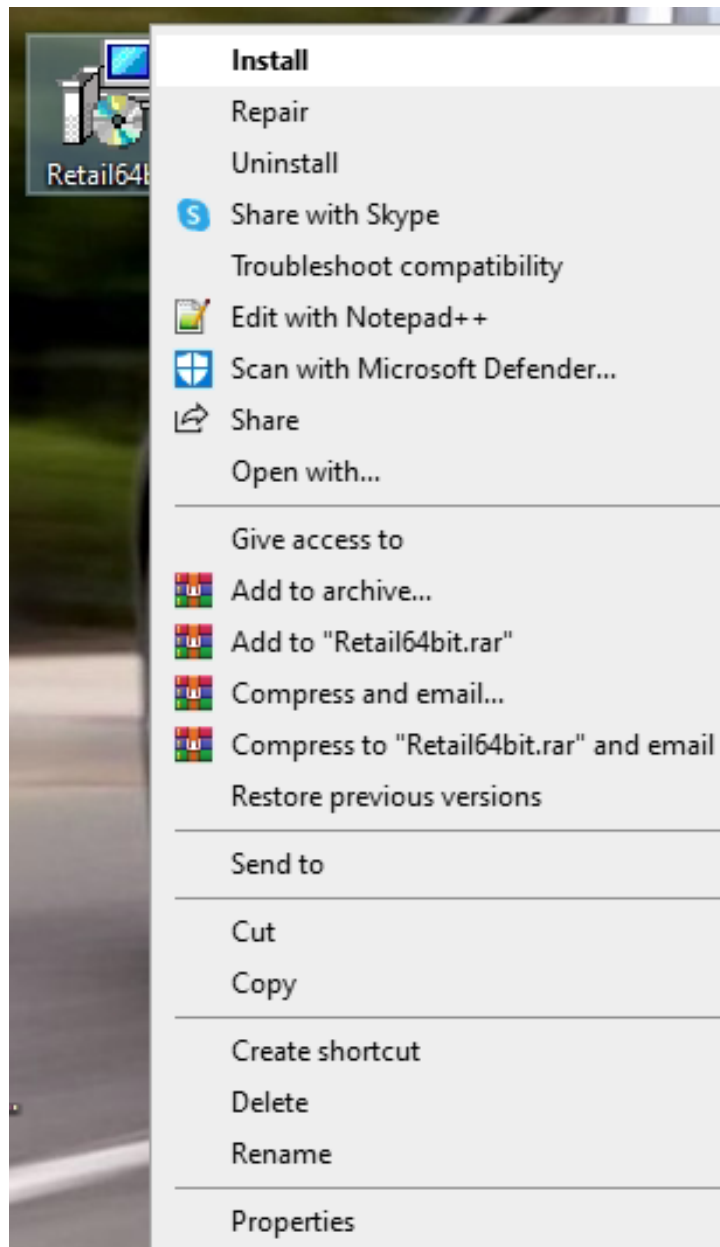 Retail64b
Install
Repair
Uninstall
Share with Skype
Troubleshoot compatibility
Edit with Notepad++
Scan with Microsoft Defender...
Share
Open with...
Give access to
Add to archive...
Add to "Retail64bit.rar"
Compress and email...
Compress to "Retail64bit.rar" and email
Restore previous versions
Send to
Cut
Copy
Create shortcut
Delete
Rename
Properties